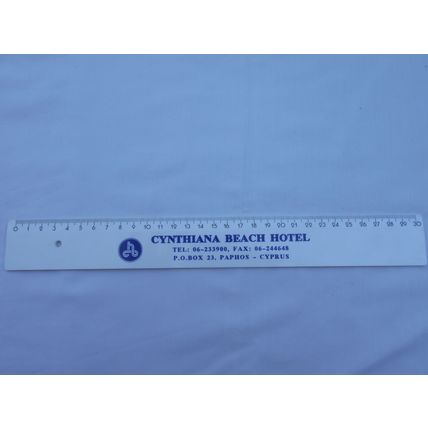 0 1 2 3 4 5 6 7 8 9 10 11 12 13 14 15 16 17 18 19 20 21 22 23 24 25 26 27 28 29 30
CYNTHIANA BEACH HOTEL
TEL: 06-233900, FAX: 06-244648
P.O.BOX 23, PAPHOS - CYPRUS